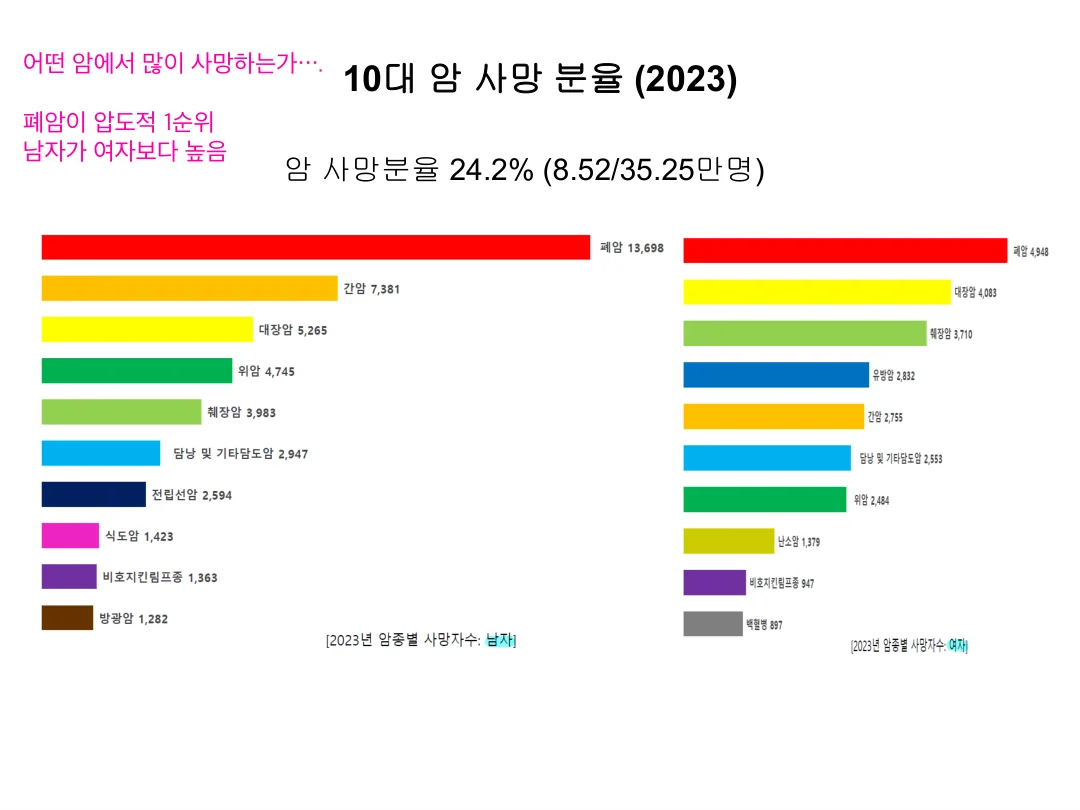 어떤 암에서 많이 사망하는가….
10대 암 사망 분율 (2023)
폐암이 압도적 1순위
남자가 여자보다 높음
암 사망분율 24.2% (8.52/35.25만명)
폐암 13,698
간암 7,381
대장암 5,265
위암 4,745
췌장암 3,983
담낭 및 기타담도암 2,947
전립선암 2,594
식도암 1,423
비호지킨림프종 1,363
방광암 1,282
[2023년 암종별 사망자수: 남자]
폐암 4,948
대장암 4,083
췌장암 3,710
유방암 2,832
간암 2,755
담낭 및 기타담도암 2,553
위암 2,484
난소암 1,379
비호지킨림프종 947
백혈병 897
[2023년 암종별 사망자수: 여자]